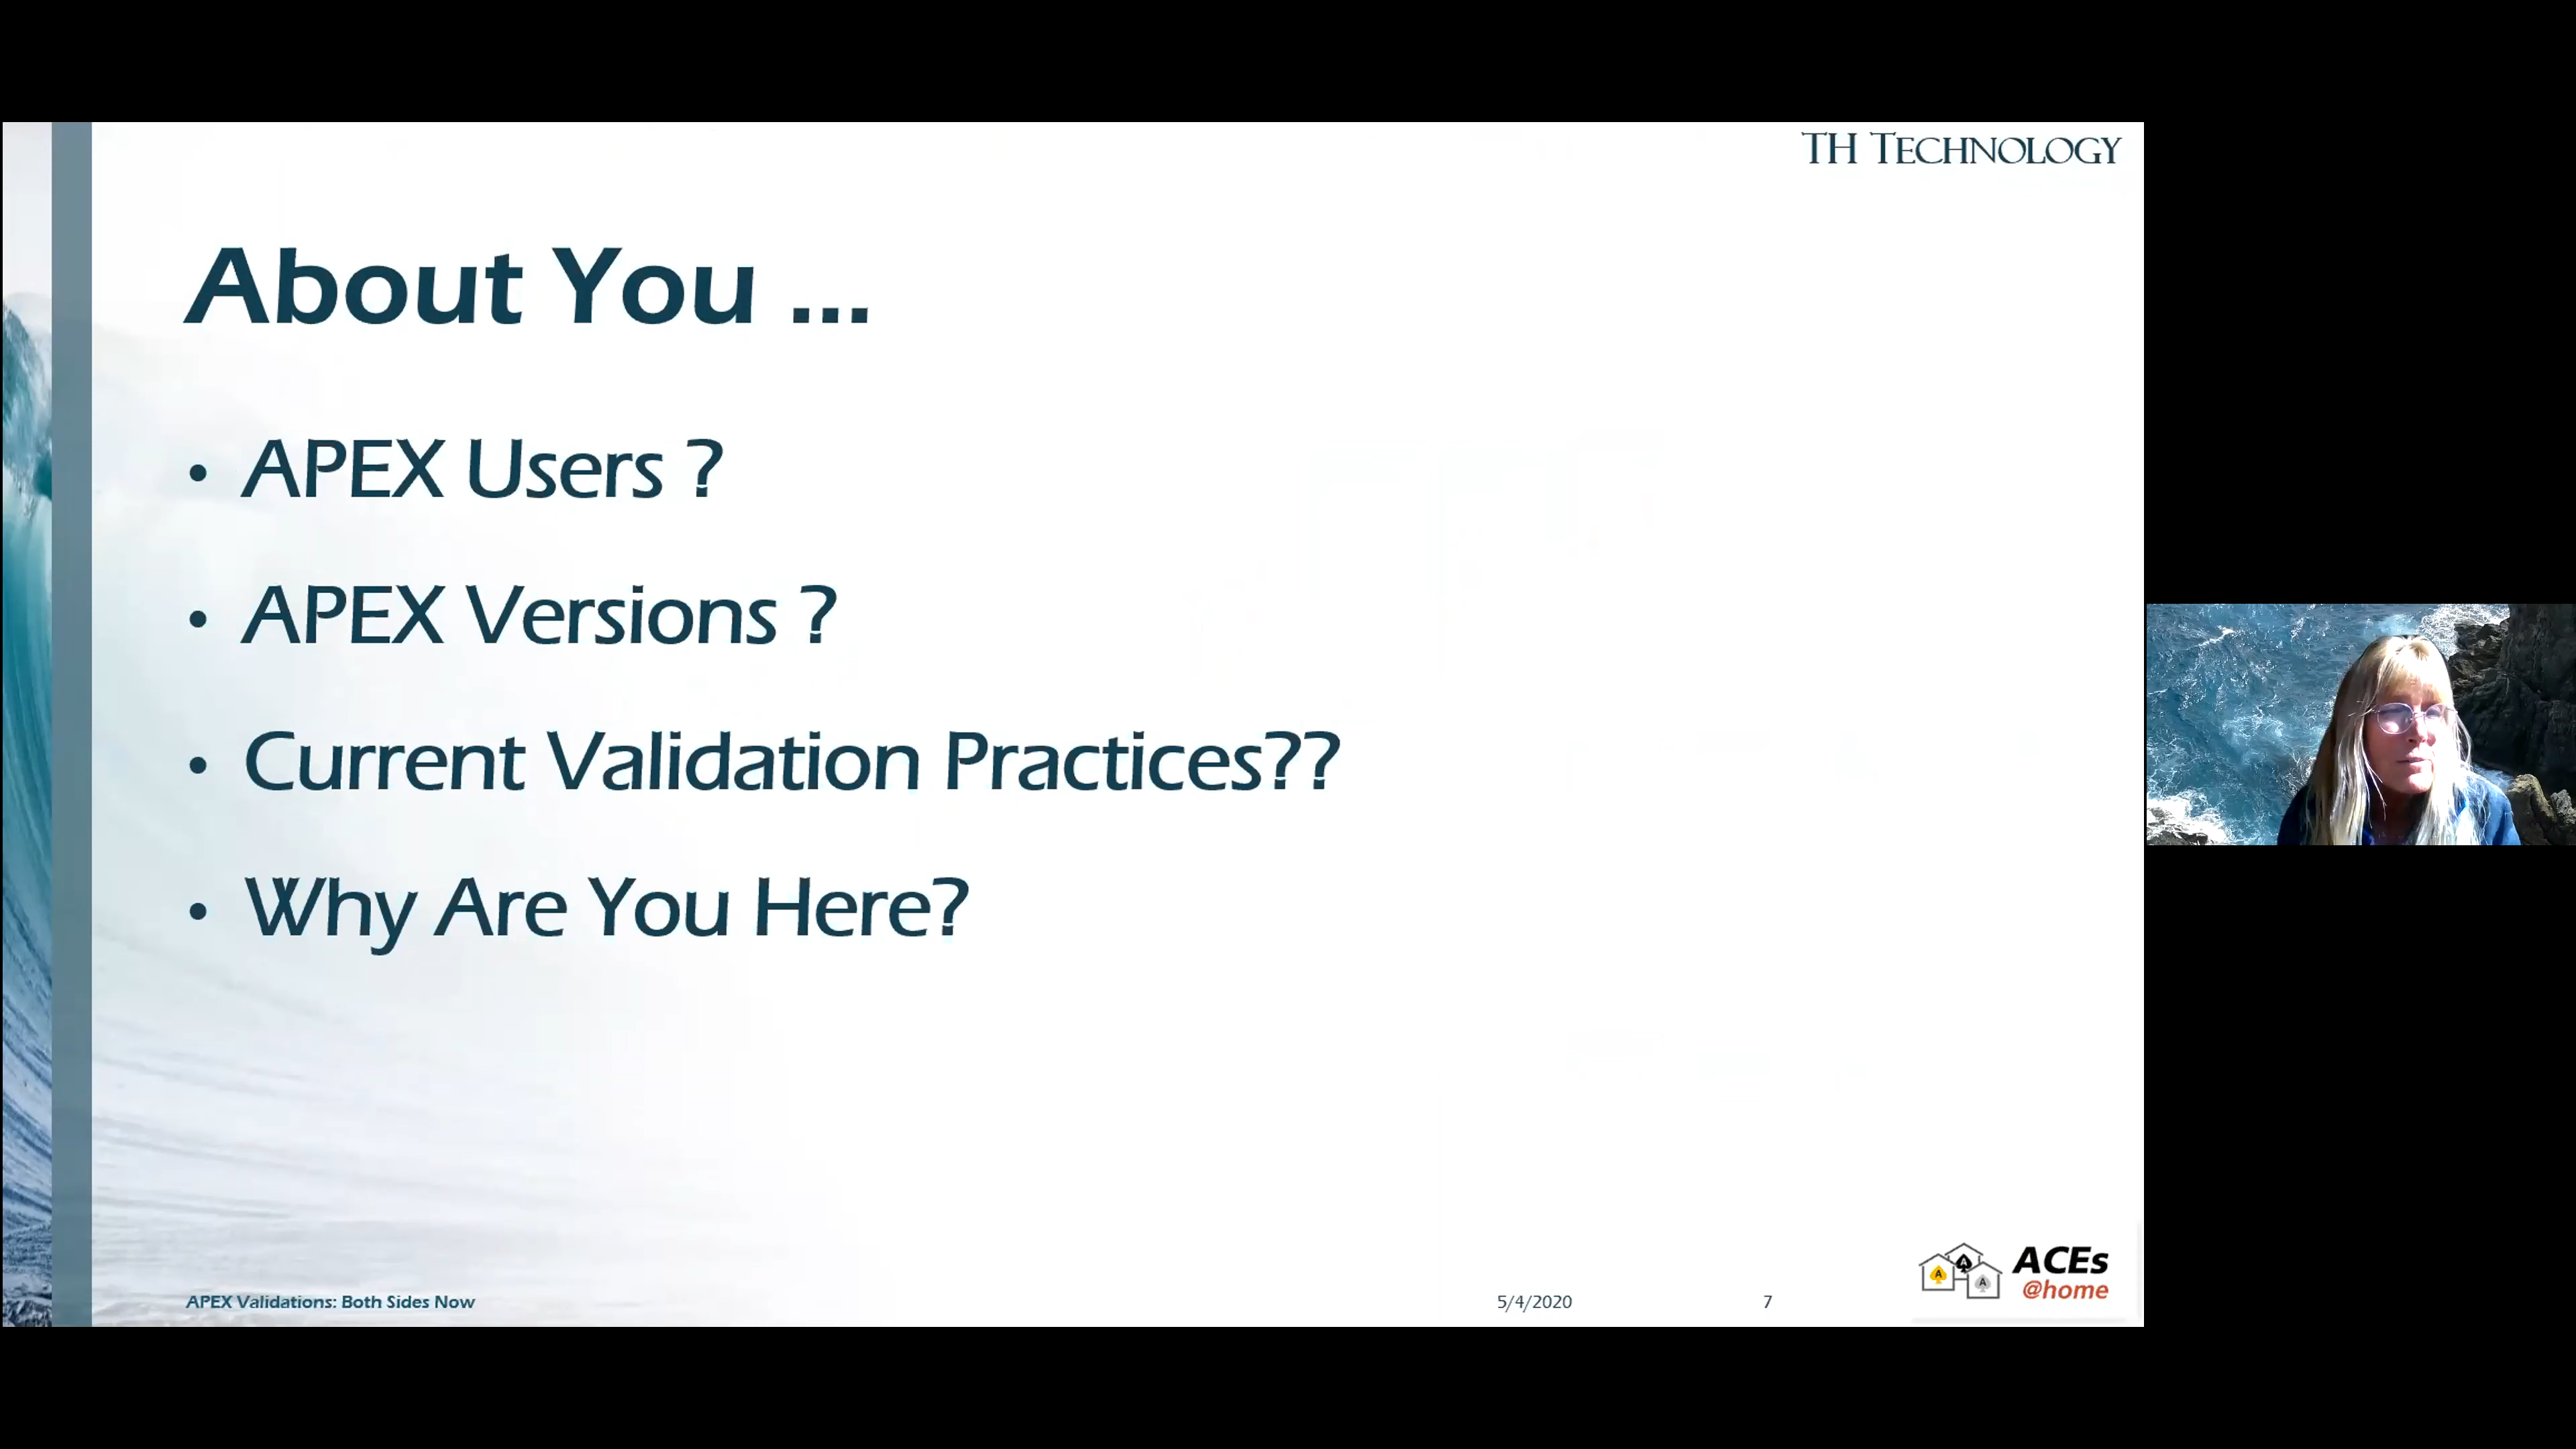 TH TECHNOLOGY
About You ...
• APEX Users ?
• APEX Versions ?
• Current Validation Practices??
• Why Are You Here?
APEX Validations: Both Sides Now
5/4/2020
7
A
A
A
ACEs
@home